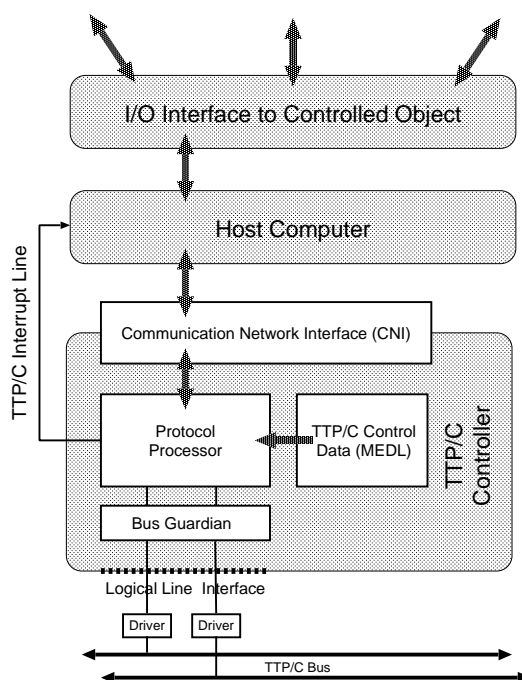 I/O Interface to Controlled Object
Host Computer
TTP/C Interrupt Line
Communication Network Interface (CNI)
Protocol
Processor
TTP/C Control
Data (MEDL)
TTP/C
Controller
Bus Guardian
Logical Line Interface
Driver
Driver
TTP/C Bus